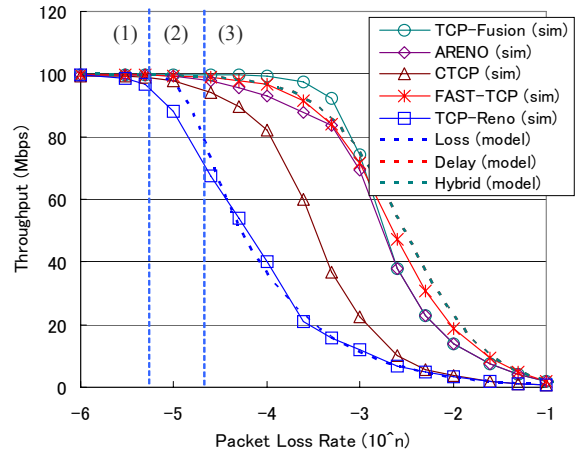 (1) (2) (3)
TCP-Fusion (sim)
ARENO (sim)
CTCP (sim)
FAST-TCP (sim)
TCP-Reno (sim)
Loss (model)
Delay (model)
Hybrid (model)
Throughput (Mbps)
120
100
80
60
40
20
0
-6 -5 -4 -3 -2 -1
Packet Loss Rate (10^n)